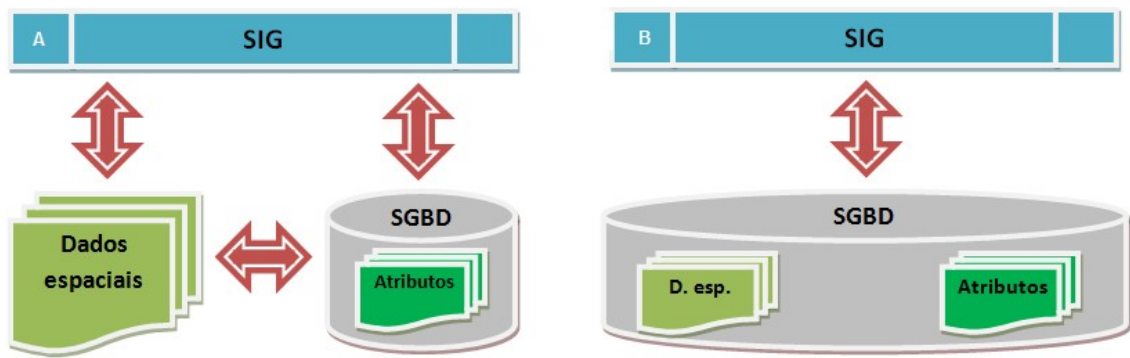 A
SIG
Dados
espaciais
SGBD
Atributos
B
SIG
SGBD
D. esp.
Atributos